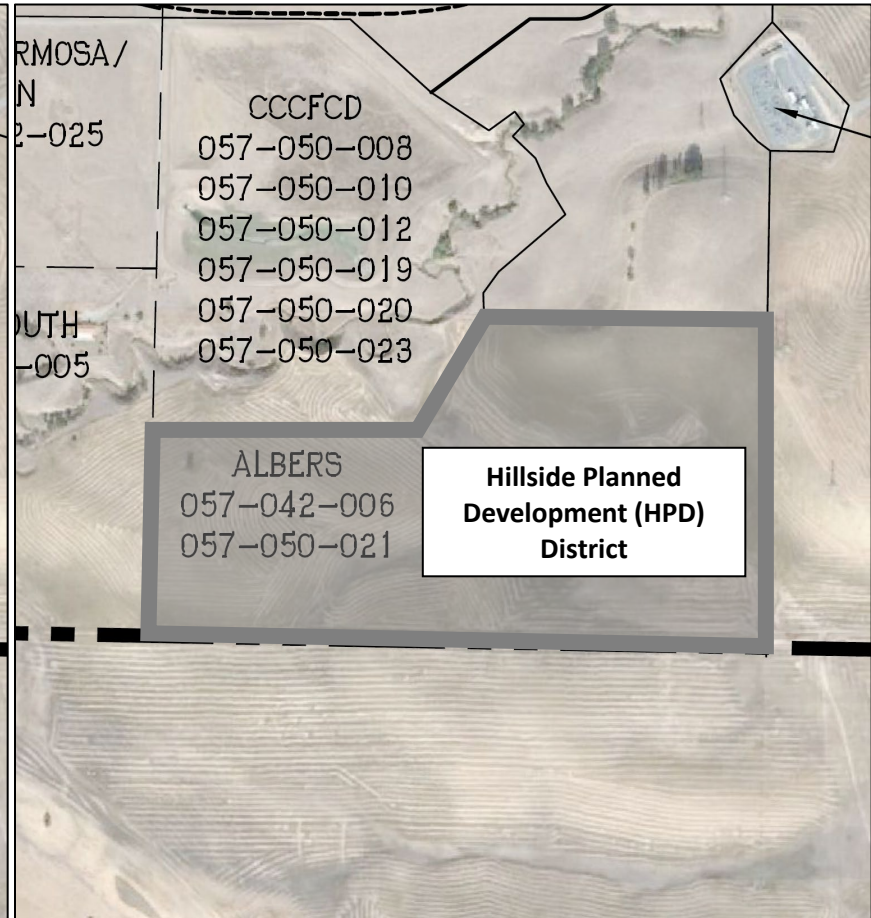 RMOSA/
N
2-025
CCCFCD
057-050-008
057-050-010
057-050-012
057-050-019
057-050-020
057-050-023
OUTH
-005
ALBERS
057-042-006
057-050-021
Hillside Planned
Development (HPD)
District